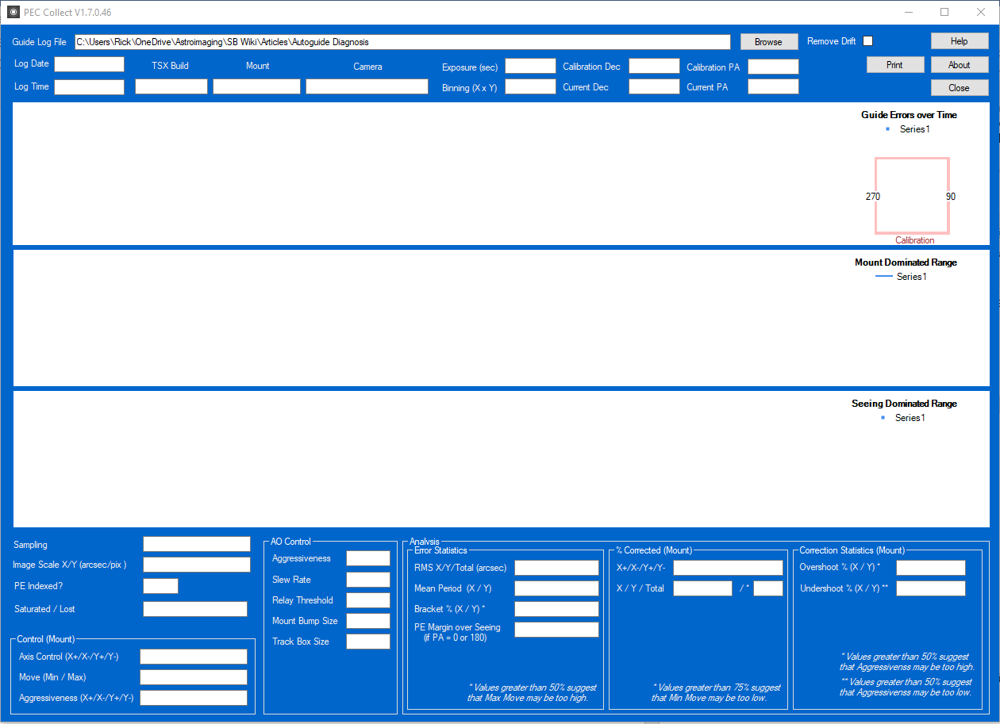 PEC Collect V1.7.0.46
Guide Log File C:\Users\Rick\OneDrive\Astroimaging\SB Wiki\Articles\Autoguide Diagnosis Browse Remove Drift Help
Log Date TSX Build Mount Camera Exposure (sec) Calibration Dec Calibration PA Print About
Log Time Binning (X x Y) Current Dec Current PA Close
Guide Errors over Time
Series1
270 90
Calibration
Mount Dominated Range
Series1
Seeing Dominated Range
Series1
Sampling
Image Scale X/Y (arcsec/pix )
PE Indexed?
Saturated / Lost
Control (Mount)
Axis Control (X+/X-/Y+/Y-)
Move (Min / Max)
Aggressiveness (X+/X-/Y+/Y-)
AO Control
Aggressiveness
Slew Rate
Relay Threshold
Mount Bump Size
Track Box Size
Analysis
Error Statistics
RMS X/Y/Total (arcsec)
Mean Period (X / Y)
Bracket % (X / Y) *
PE Margin over Seeing
(if PA = 0 or 180)
* Values greater than 50% suggest
that Max Move may be too high.
% Corrected (Mount)
X+/X-/Y+/Y-
X / Y / Total / *
* Values greater than 75% suggest
that Min Move may be too low.
Correction Statistics (Mount)
Overshoot % (X / Y) *
Undershoot % (X / Y) **
* Values greater than 50% suggest
that Aggressivenss may be too high.
** Values greater than 50% suggest
that Aggressivenss may be too low.